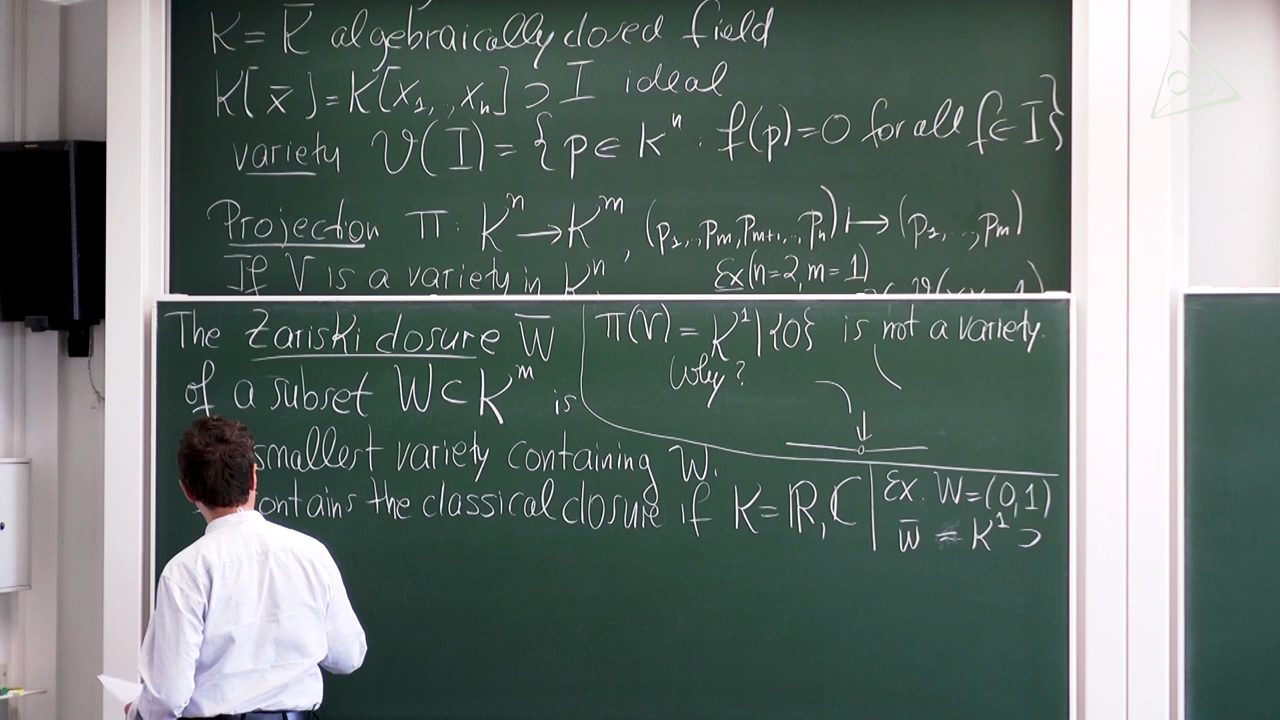 K = K̅ algebraically closed field
K[x̄] = K[x₁,..,xₙ] ⊃ I ideal
variety 𝒱(I) = {p ∈ Kⁿ : f(p)=0 for all f ∈ I}
Projection π : Kⁿ → Kᵐ, (p₁,..,pₘ,pₘ₊₁,..,pₙ) ↦ (p₁,...,pₘ)
If V is a variety in Kⁿ,
Ex (n=2, m=1)
The Zariski closure W̅
of a subset W ⊂ Kᵐ is
smallest variety containing W.
ontains the classical closure if K = ℝ, ℂ
π(V) = K¹\{0} is not a variety.
Why?
Ex. W = (0,1)
W̅ = K¹ ⊃